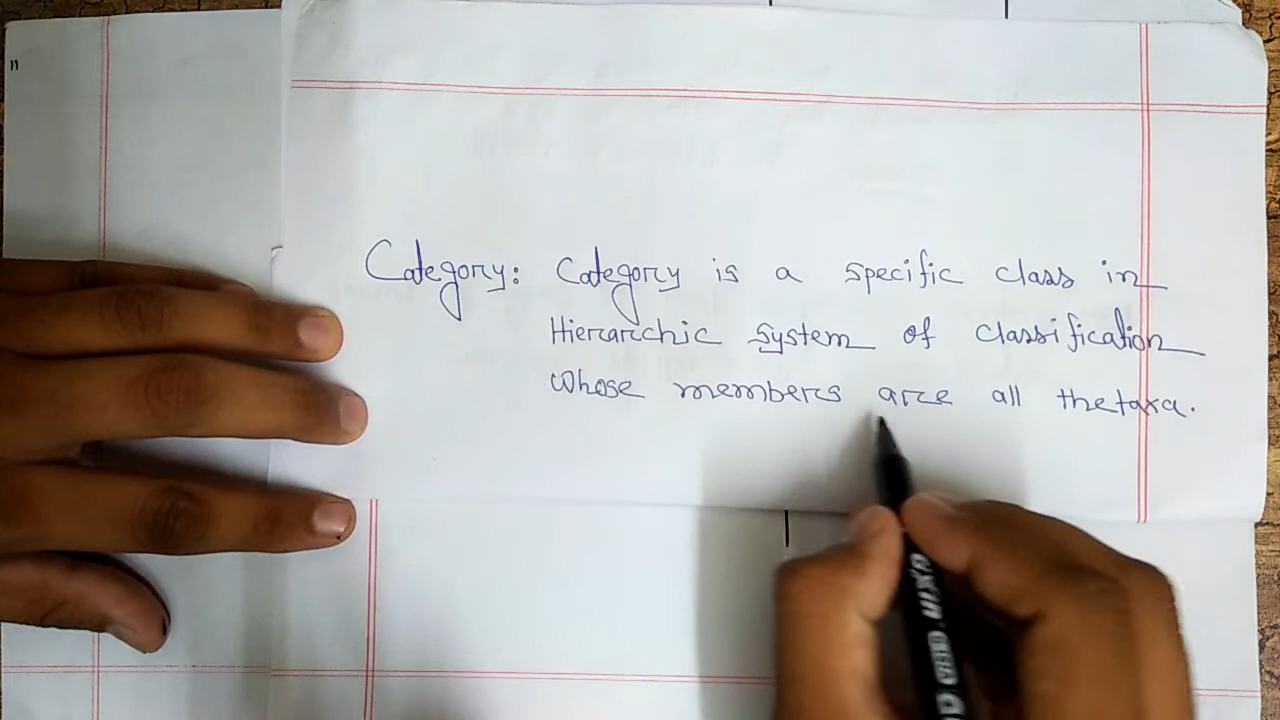 Category: Category is a specific class in
Hierarchic system of classification
whose members are all the taxa.